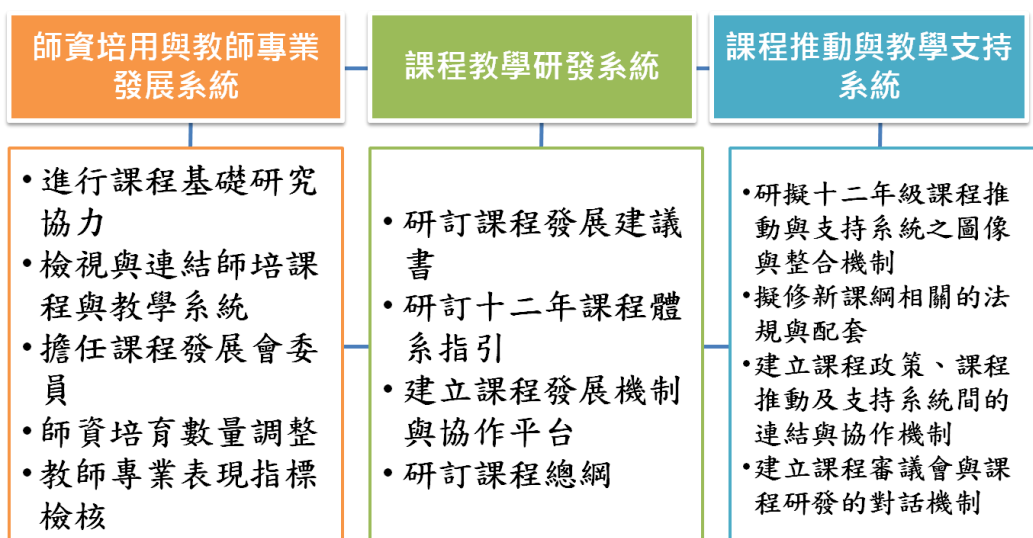 師資培用與教師專業
發展系統
課程教學研發系統
課程推動與教學支持
系統
•進行課程基礎研究
協力
•檢視與連結師培課
程與教學系統
•擔任課程發展會委
員
•師資培育數量調整
•教師專業表現指標
檢核
•研訂課程發展建議
書
•研訂十二年課程體
系指引
•建立課程發展機制
與協作平台
•研訂課程總綱
•研擬十二年級課程推
動與支持系統之圖像
與整合機制
•擬修新課綱相關的法
規與配套
•建立課程政策、課程
推動及支持系統間的
連結與協作機制
•建立課程審議會與課
程研發的對話機制